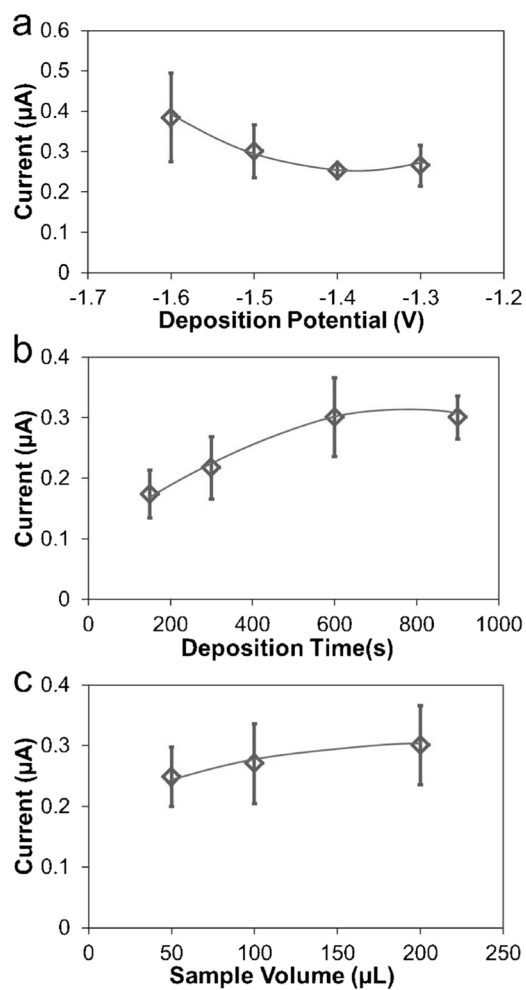 a
Current (µA)
0.6
0.5
0.4
0.3
0.2
0.1
0
-1.7 -1.6 -1.5 -1.4 -1.3 -1.2
Deposition Potential (V)
b
Current (µA)
0.4
0.3
0.2
0.1
0
0 200 400 600 800 1000
Deposition Time(s)
c
Current (µA)
0.4
0.3
0.2
0.1
0
0 50 100 150 200 250
Sample Volume (µL)